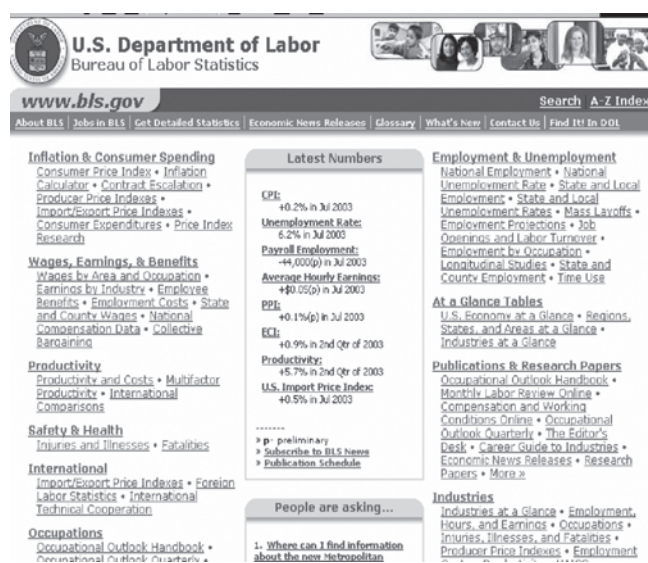 U.S. Department of Labor
Bureau of Labor Statistics
www.bls.gov
Search A-Z Index
About BLS | Jobs in BLS | Get Detailed Statistics | Economic News Releases | Glossary | What's New | Contact Us | Find It! In DOL
Inflation & Consumer Spending
Consumer Price Index • Inflation
Calculator • Contract Escalation •
Producer Price Indexes •
Import/Export Price Indexes •
Consumer Expenditures • Price Index
Research
Wages, Earnings, & Benefits
Wages by Area and Occupation •
Earnings by Industry • Employee
Benefits • Employment Costs • State
and County Wages • National
Compensation Data • Collective
Bargaining
Productivity
Productivity and Costs • Multifactor
Productivity • International
Comparisons
Safety & Health
Injuries and Illnesses • Fatalities
International
Import/Export Price Indexes • Foreign
Labor Statistics • International
Technical Cooperation
Occupations
Occupational Outlook Handbook •
Occupational Outlook Quarterly •
Latest Numbers
CPI:
+0.2% in Jul 2003
Unemployment Rate:
6.2% in Jul 2003
Payroll Employment:
-44,000(p) in Jul 2003
Average Hourly Earnings:
+$0.05(p) in Jul 2003
PPI:
+0.1%(p) in Jul 2003
ECI:
+0.9% in 2nd Qtr of 2003
Productivity:
+5.7% in 2nd Qtr of 2003
U.S. Import Price Index:
+0.5% in Jul 2003
-------
» p- preliminary
» Subscribe to BLS News
» Publication Schedule
People are asking...
1. Where can I find information
about the new Metropolitan
Employment & Unemployment
National Employment • National
Unemployment Rate • State and Local
Employment • State and Local
Unemployment Rates • Mass Layoffs •
Employment Projections • Job
Openings and Labor Turnover •
Employment by Occupation •
Longitudinal Studies • State and
County Employment • Time Use
At a Glance Tables
U.S. Economy at a Glance • Regions,
States, and Areas at a Glance •
Industries at a Glance
Publications & Research Papers
Occupational Outlook Handbook •
Monthly Labor Review Online •
Compensation and Working
Conditions Online • Occupational
Outlook Quarterly • The Editor's
Desk • Career Guide to Industries •
Economic News Releases • Research
Papers • More »
Industries
Industries at a Glance • Employment,
Hours, and Earnings • Occupations •
Injuries, Illnesses, and Fatalities •
Producer Price Indexes • Employment